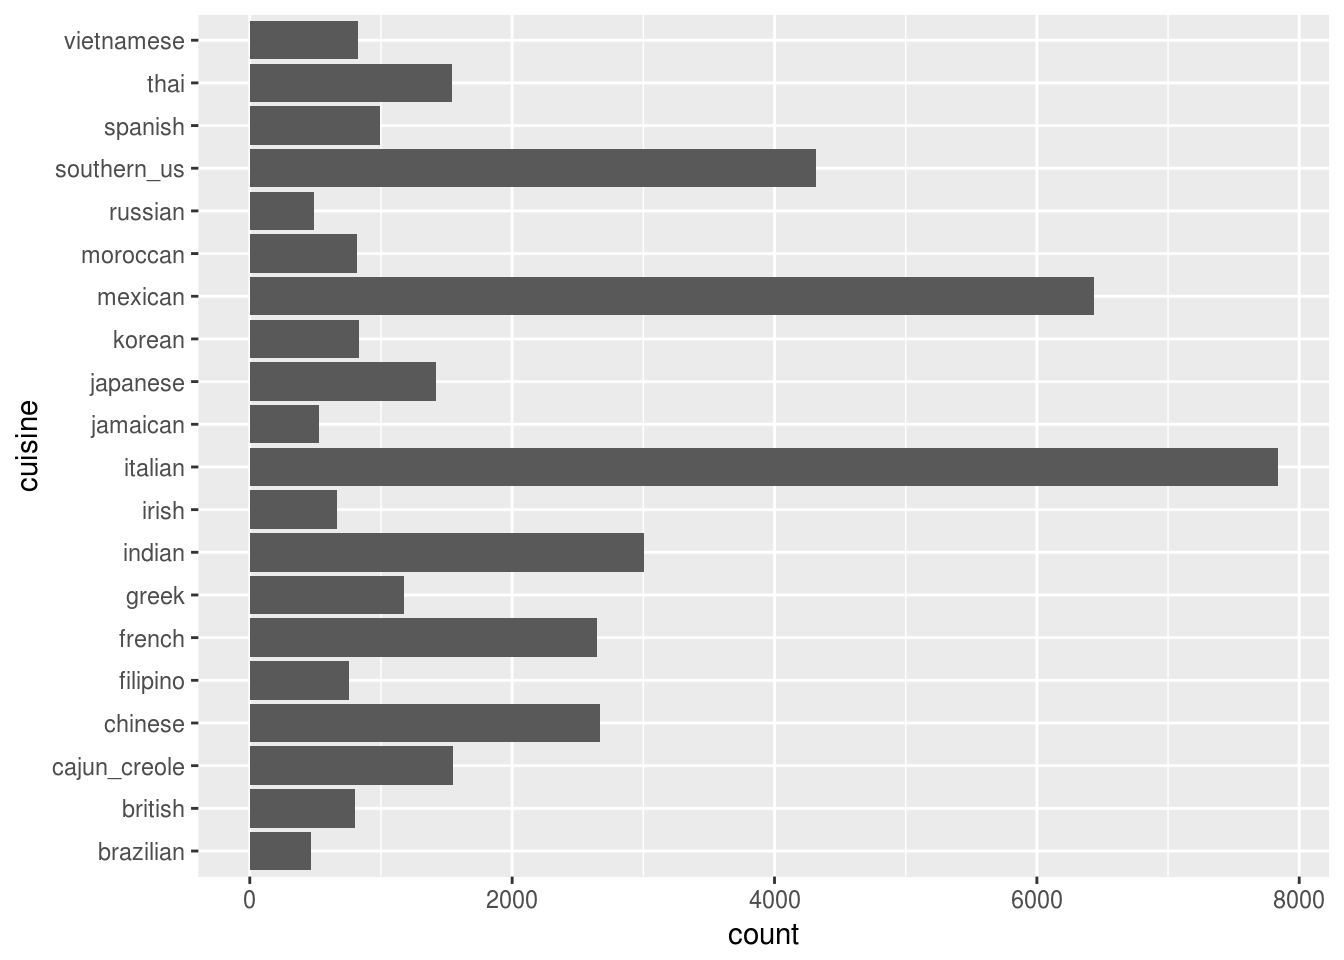 vietnamese
thai
spanish
southern_us
russian
moroccan
mexican
korean
japanese
jamaican
italian
irish
indian
greek
french
filipino
chinese
cajun_creole
british
brazilian
cuisine
0 2000 4000 6000 8000
count